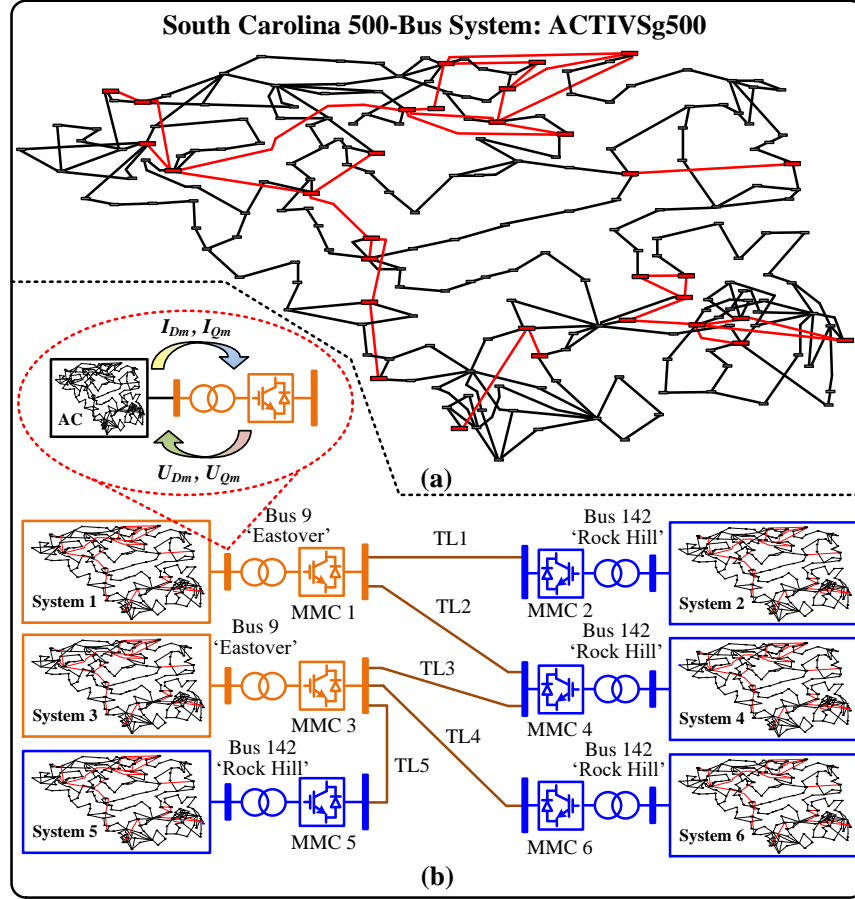 South Carolina 500-Bus System: ACTIVSg500
I_Dm, I_Qm
AC
U_Dm, U_Qm
(a)
Bus 9
‘Eastover’
System 1
MMC 1
TL1
TL2
Bus 142
‘Rock Hill’
MMC 2
System 2
Bus 9
‘Eastover’
System 3
MMC 3
TL3
TL4
TL5
Bus 142
‘Rock Hill’
MMC 4
System 4
Bus 142
‘Rock Hill’
System 5
MMC 5
Bus 142
‘Rock Hill’
MMC 6
System 6
(b)